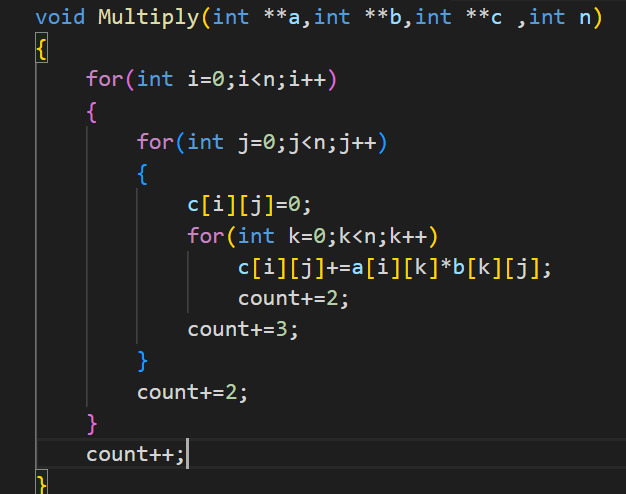 void Multiply(int **a,int **b,int **c ,int n)
{
    for(int i=0;i<n;i++)
    {
        for(int j=0;j<n;j++)
        {
            c[i][j]=0;
            for(int k=0;k<n;k++)
                c[i][j]+=a[i][k]*b[k][j];
                count+=2;
            count+=3;
        }
        count+=2;
    }
    count++;
}